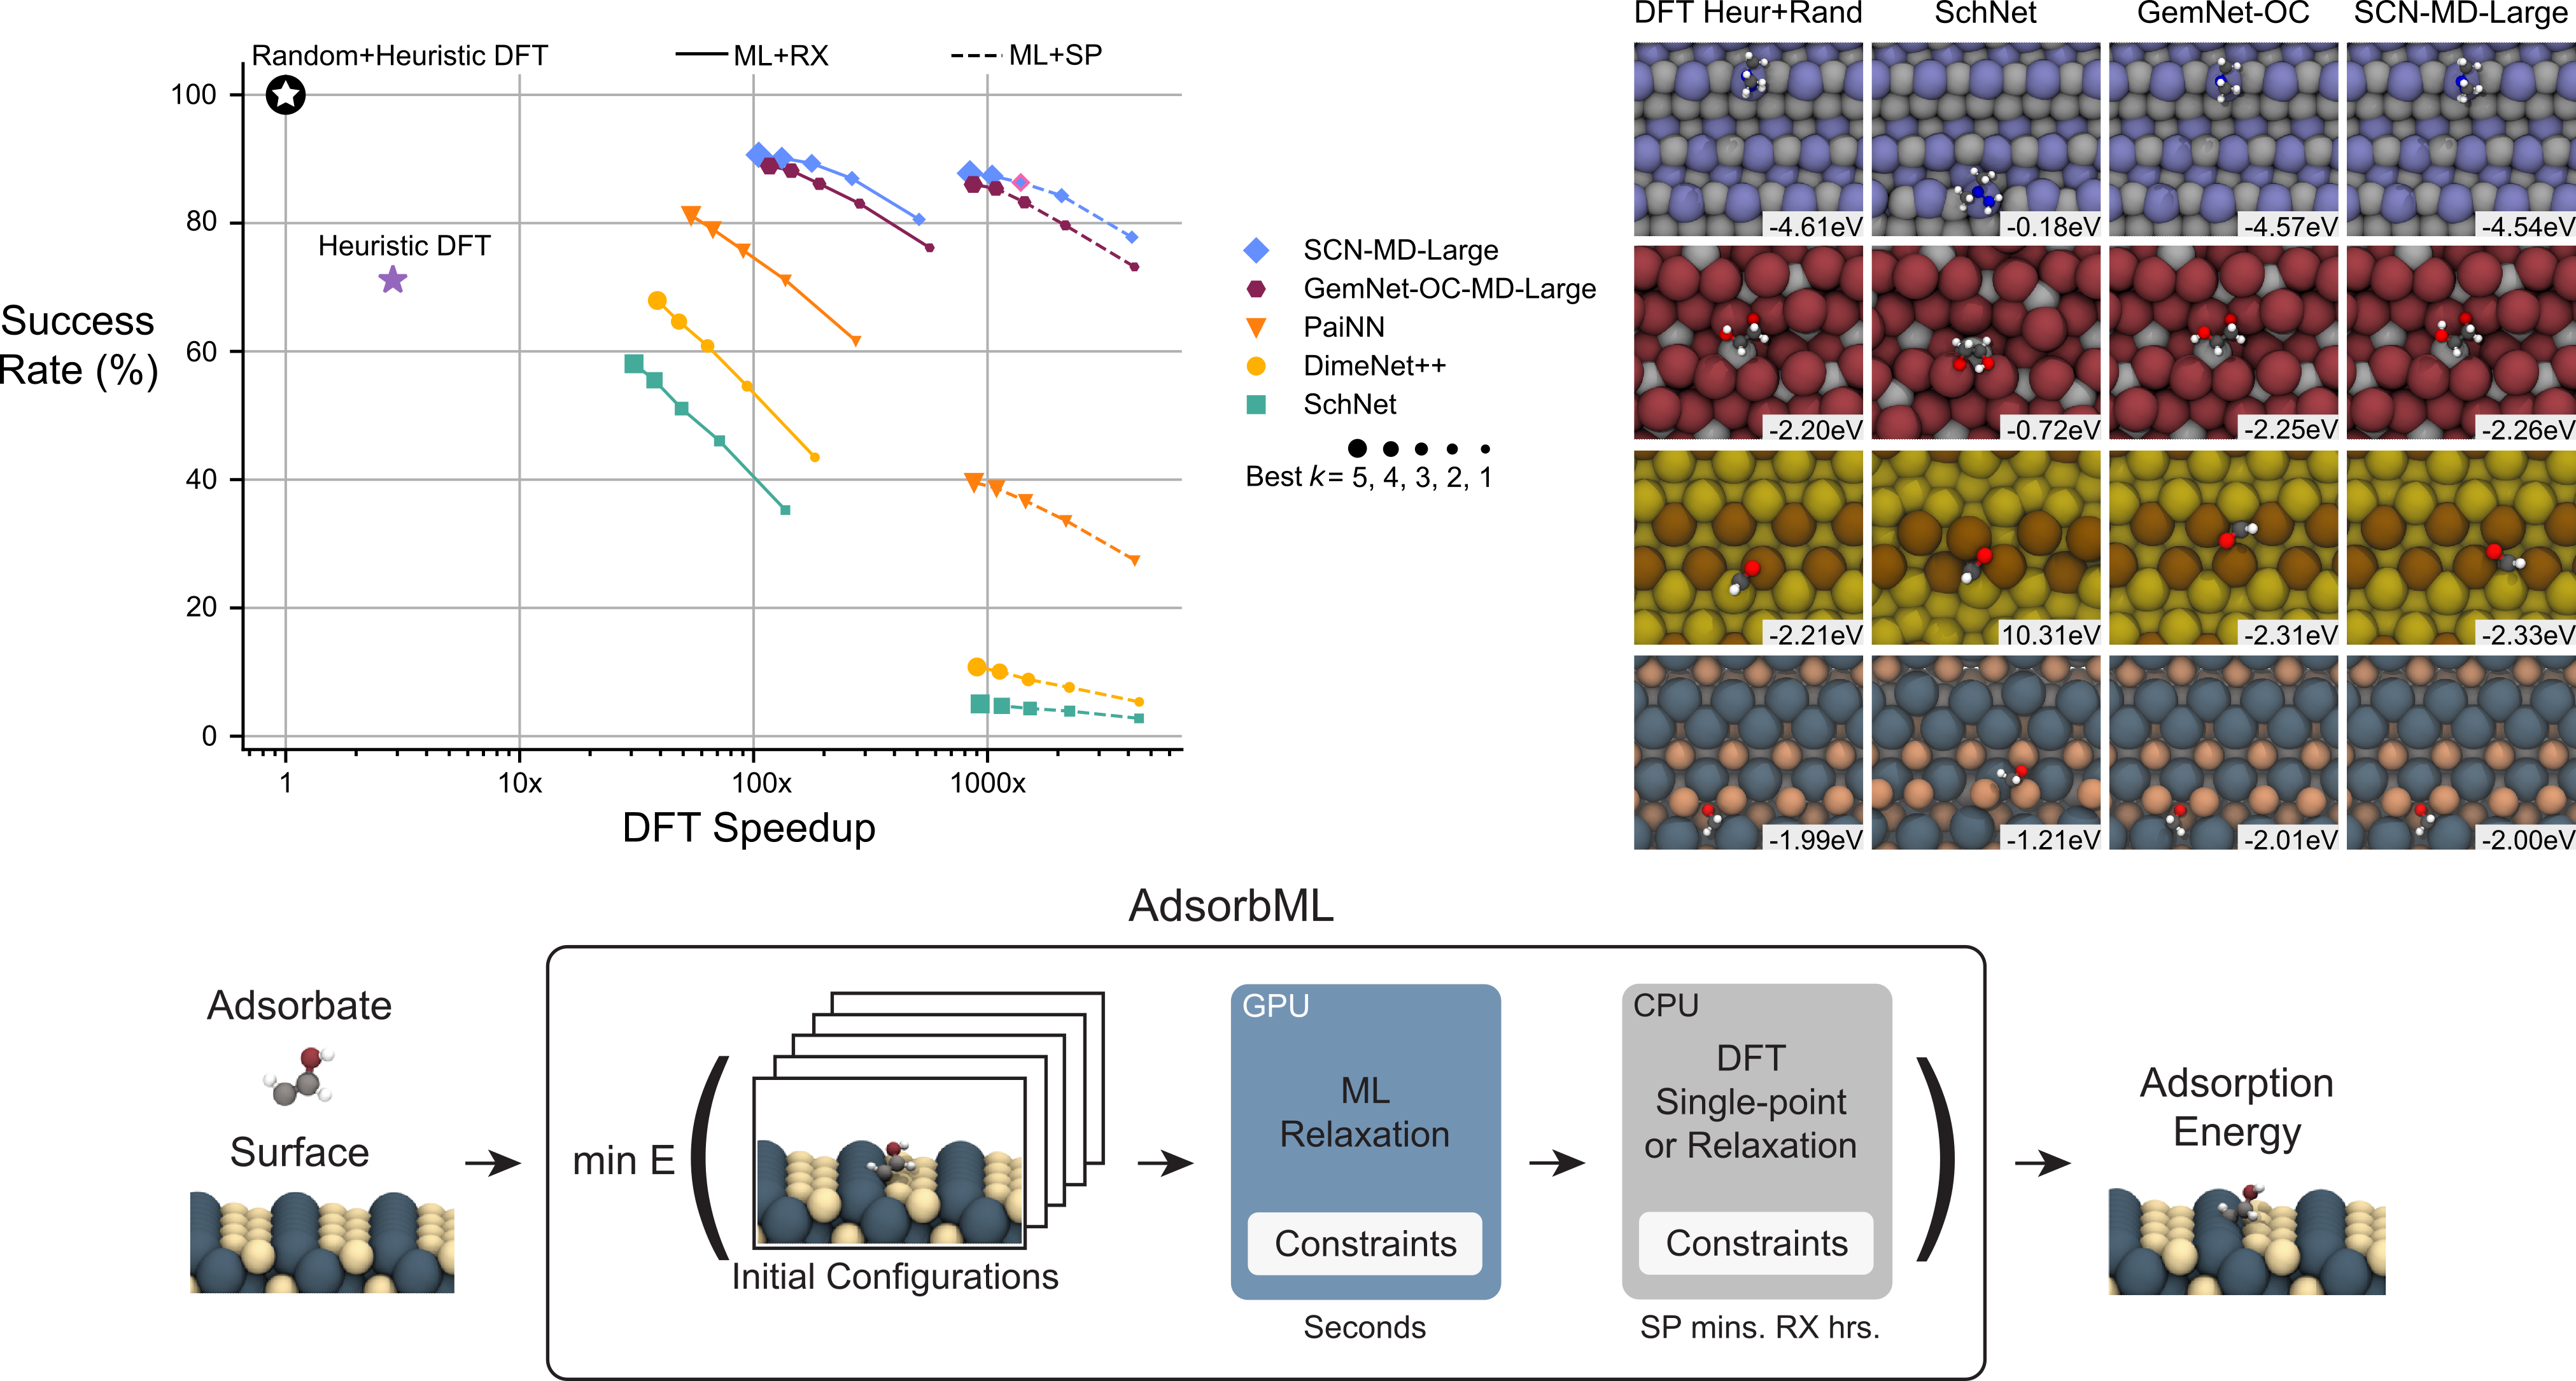 Random+Heuristic DFT
ML+RX
ML+SP
100
80
60
40
20
0
Success
Rate (%)
Heuristic DFT
1
10x
100x
1000x
DFT Speedup
SCN-MD-Large
GemNet-OC-MD-Large
PaiNN
DimeNet++
SchNet
Best k= 5, 4, 3, 2, 1
DFT Heur+Rand SchNet GemNet-OC SCN-MD-Large
-4.61eV -0.18eV -4.57eV -4.54eV
-2.20eV -0.72eV -2.25eV -2.26eV
-2.21eV 10.31eV -2.31eV -2.33eV
-1.99eV -1.21eV -2.01eV -2.00eV
AdsorbML
Adsorbate
Surface
min E (
Initial Configurations
GPU
ML
Relaxation
Constraints
Seconds
CPU
DFT
Single-point
or Relaxation
Constraints
SP mins. RX hrs.
)
Adsorption
Energy